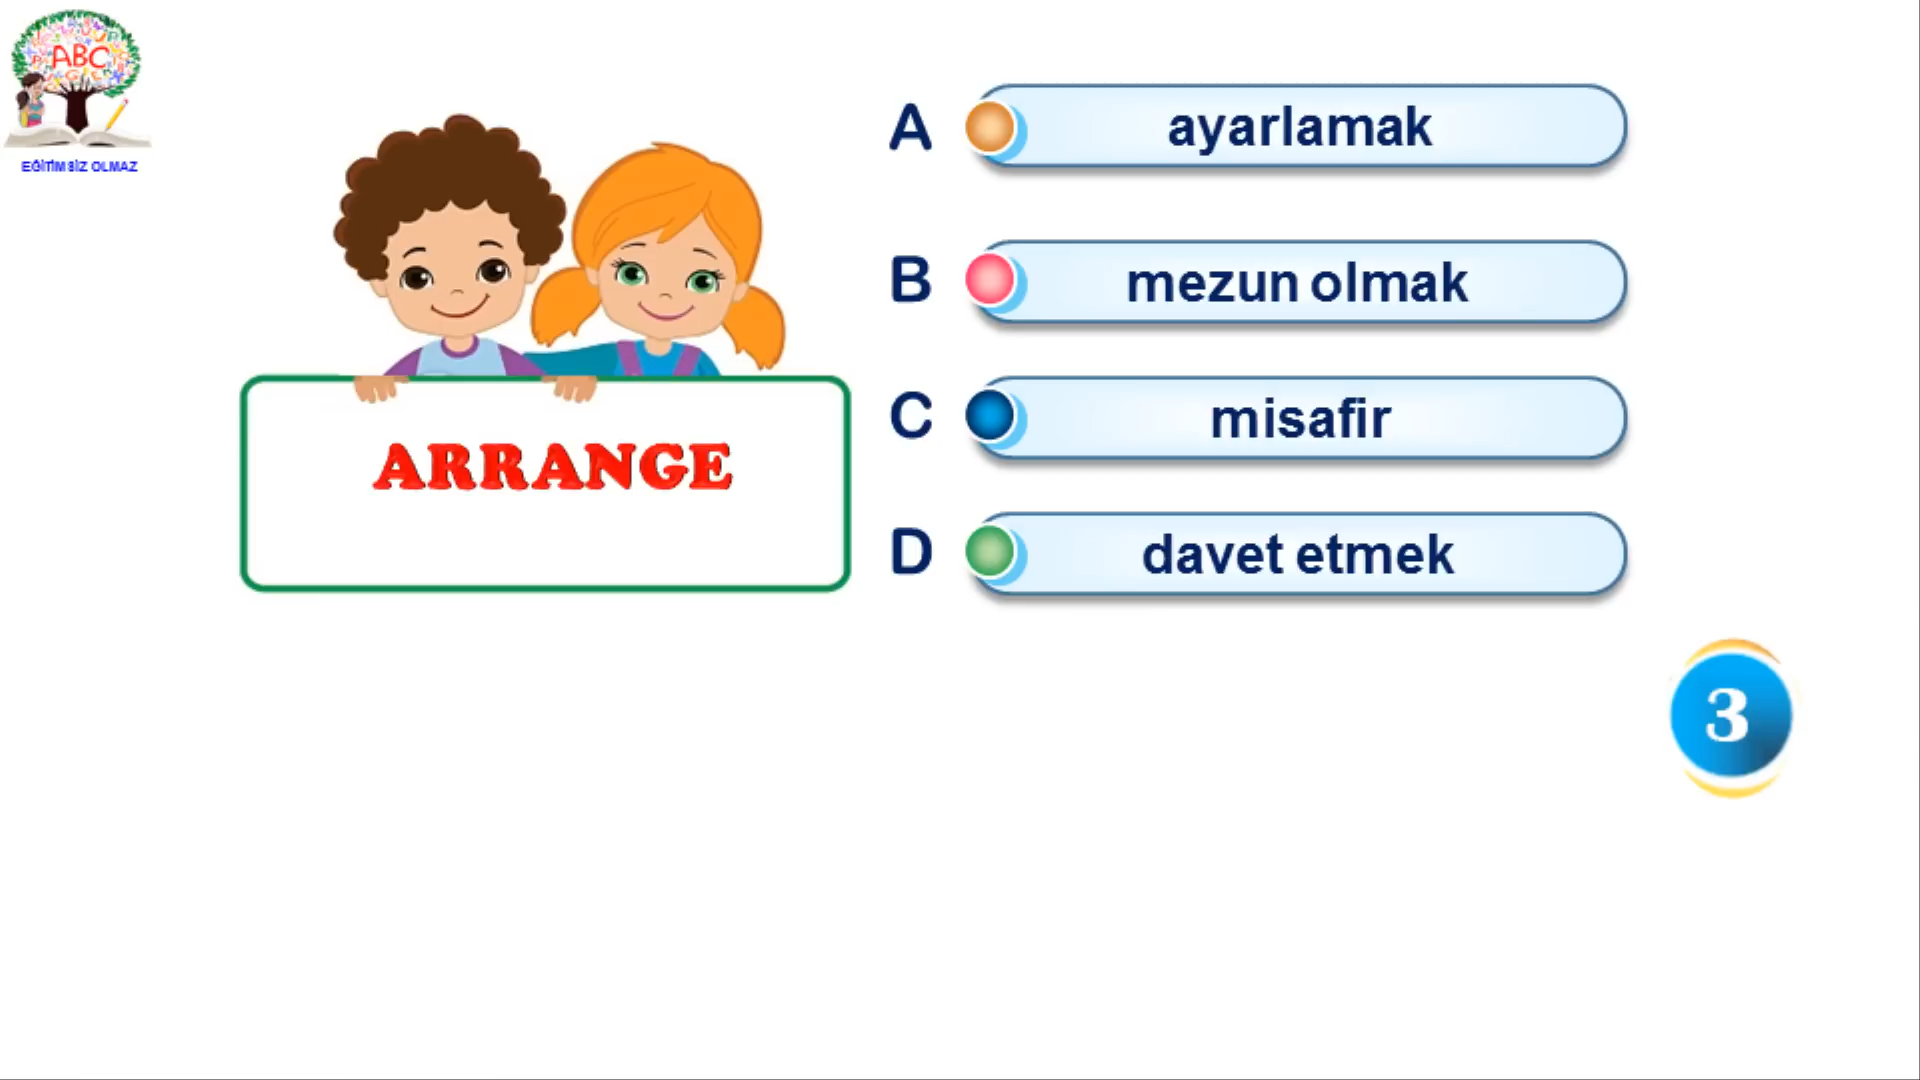 ABC
EĞİTİM SİZ OLMAZ
ARRANGE
A ayarlamak
B mezun olmak
C misafir
D davet etmek
3